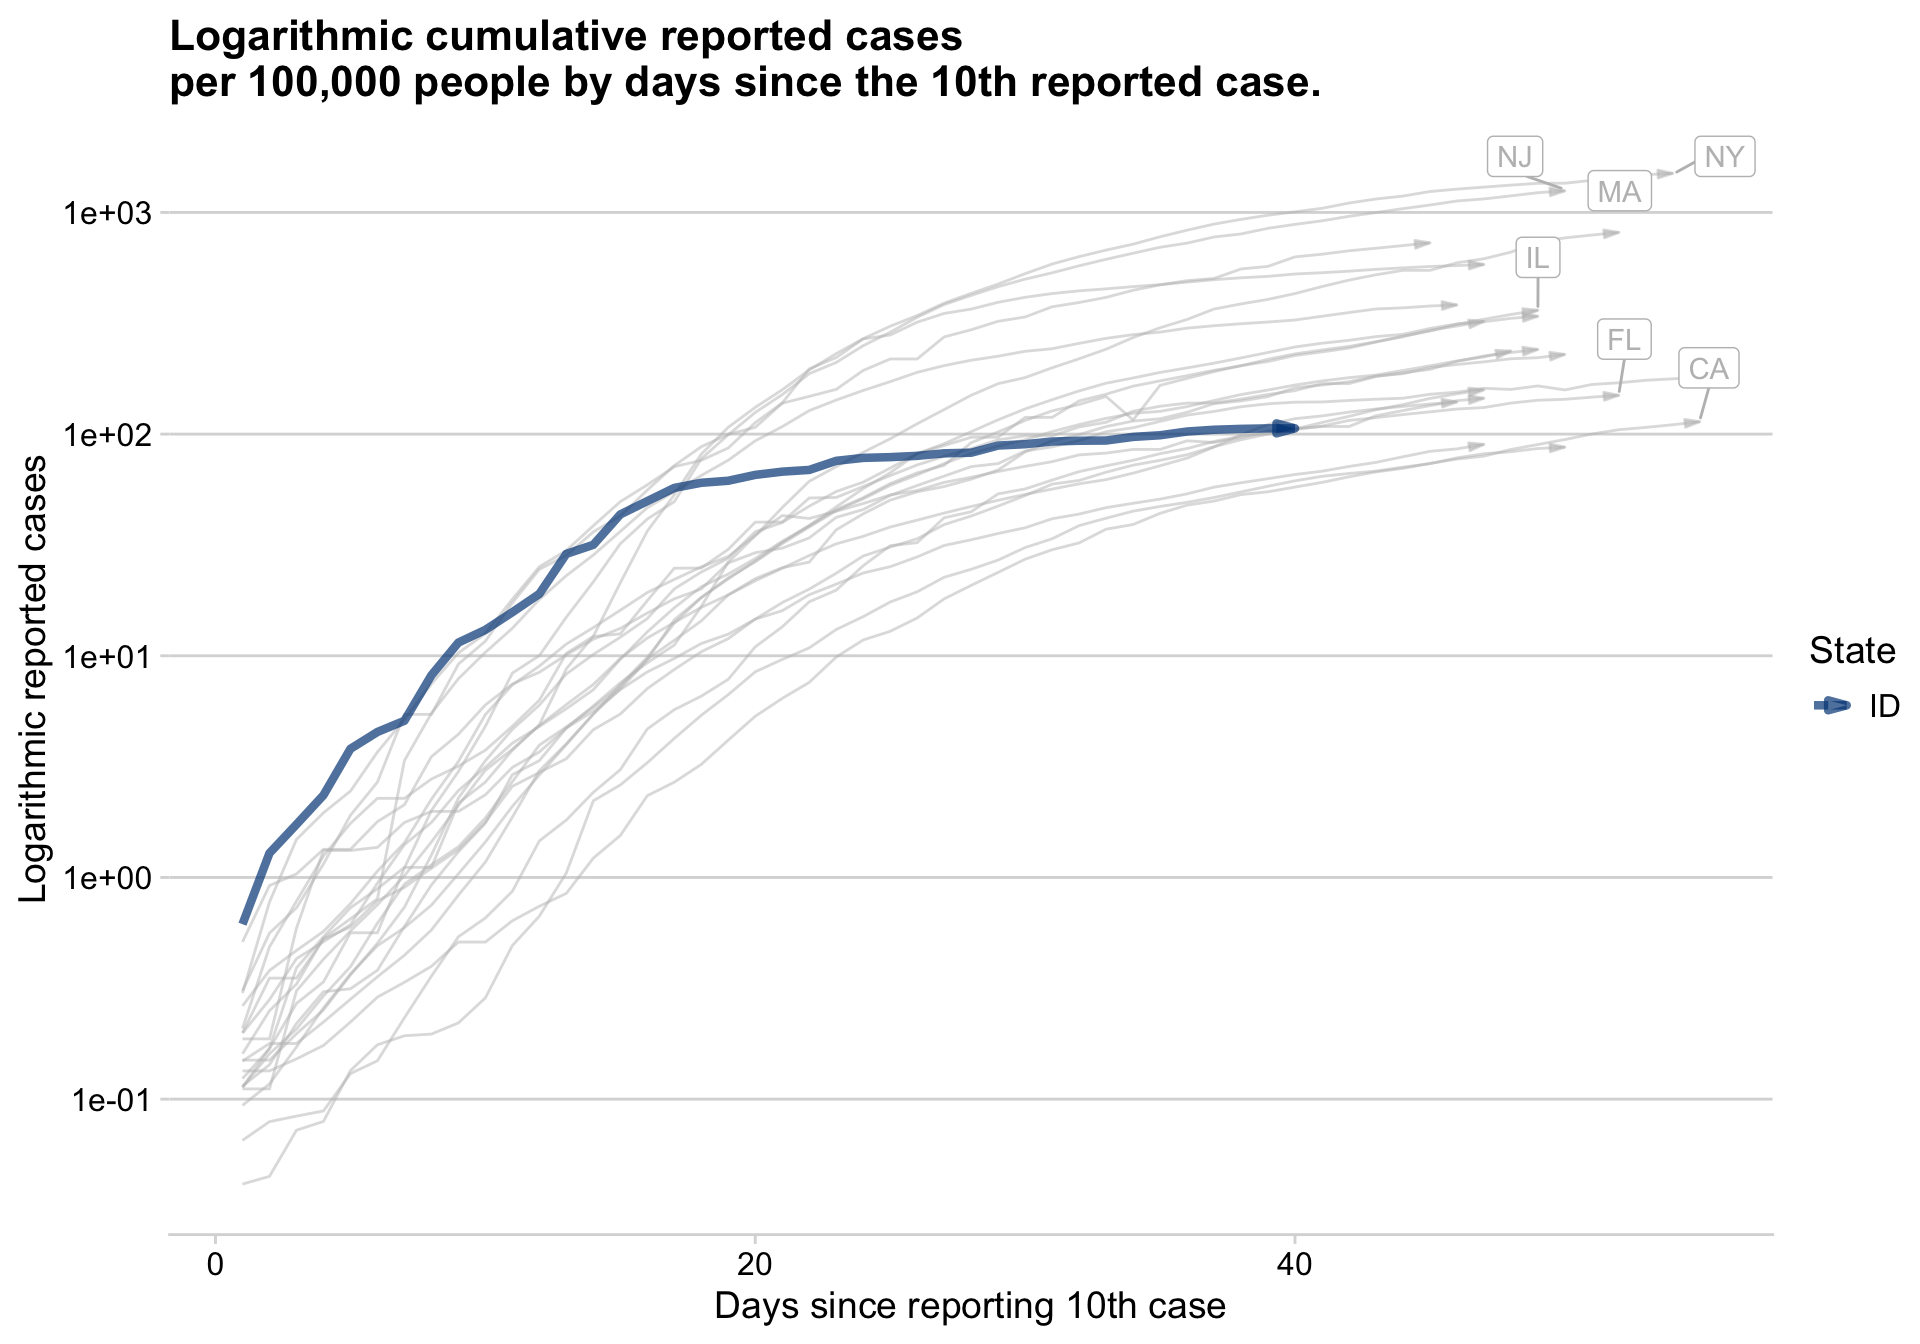 Logarithmic cumulative reported cases
per 100,000 people by days since the 10th reported case.
NJ
NY
MA
1e+03
IL
FL
CA
1e+02
Logarithmic reported cases
1e+01
State
ID
1e+00
1e-01
0
20
40
Days since reporting 10th case